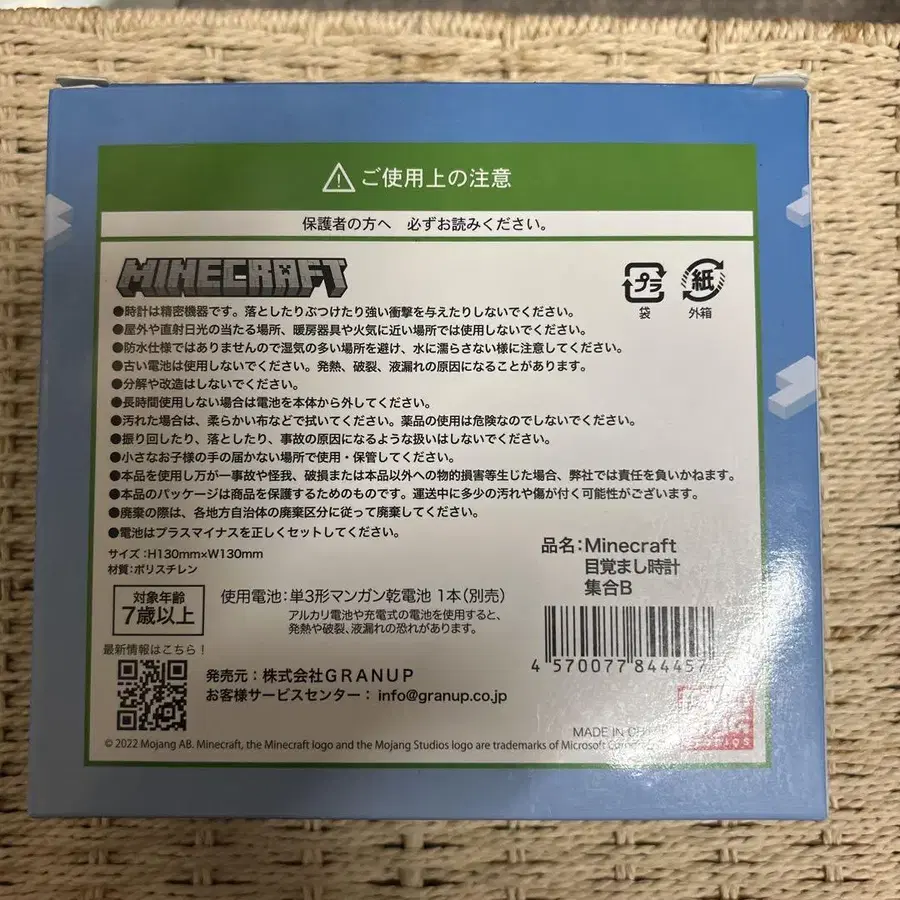 ご使用上の注意
保護者の方へ 必ずお読みください。
MINECRAFT
プラ
紙
袋
外箱
●時計は精密機器です。落としたりぶつけたり強い衝撃を与えたりしないでください。
●屋外や直射日光の当たる場所、暖房器具や火気に近い場所では使用しないでください。
●防水仕様ではありませんので湿気の多い場所を避け、水に濡らさない様に注意してください。
●古い電池は使用しないでください。発熱、破裂、液漏れの原因になることがあります。
●分解や改造はしないでください。
●長時間使用しない場合は電池を本体から外してください。
●汚れた場合は、柔らかい布などで拭いてください。薬品の使用は危険なのでしないでください。
●振り回したり、落としたり、事故の原因になるような扱いはしないでください。
●小さなお子様の手の届かない場所で使用・保管してください。
●本品を使用し万が一事故や怪我、破損または本品以外への物的損害等生じた場合、弊社では責任を負いかねます。
●本品のパッケージは商品を保護するためのものです。運送中に多少の汚れや傷が付く可能性がございます。
●廃棄の際は、各地方自治体の廃棄区分に従って廃棄してください。
●電池はプラスマイナスを正しくセットしてください。
サイズ:H130mm×W130mm
材質:ポリスチレン
品名:Minecraft
目覚まし時計
集合B
対象年齢
7歳以上
使用電池:単3形マンガン乾電池 1本(別売)
アルカリ電池や充電式の電池を使用すると、
発熱や破裂、液漏れの恐れがあります。
4 570077 844457
最新情報はこちら!
発売元:株式会社GRANUP
お客様サービスセンター: info@granup.co.jp
MADE IN
© 2022 Mojang AB. Minecraft, the Minecraft logo and the Mojang Studios logo are trademarks of Microsoft